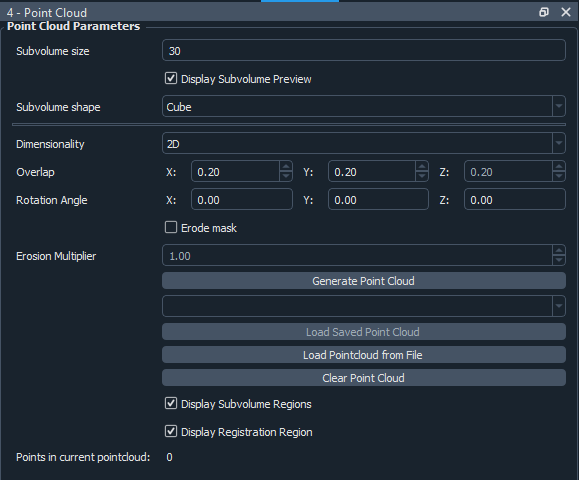 4 - Point Cloud
Point Cloud Parameters
Subvolume size 30
Display Subvolume Preview
Subvolume shape Cube
Dimensionality 2D
Overlap X: 0.20 Y: 0.20 Z: 0.20
Rotation Angle X: 0.00 Y: 0.00 Z: 0.00
Erode mask
Erosion Multiplier 1.00
Generate Point Cloud
Load Saved Point Cloud
Load Pointcloud from File
Clear Point Cloud
Display Subvolume Regions
Display Registration Region
Points in current pointcloud: 0